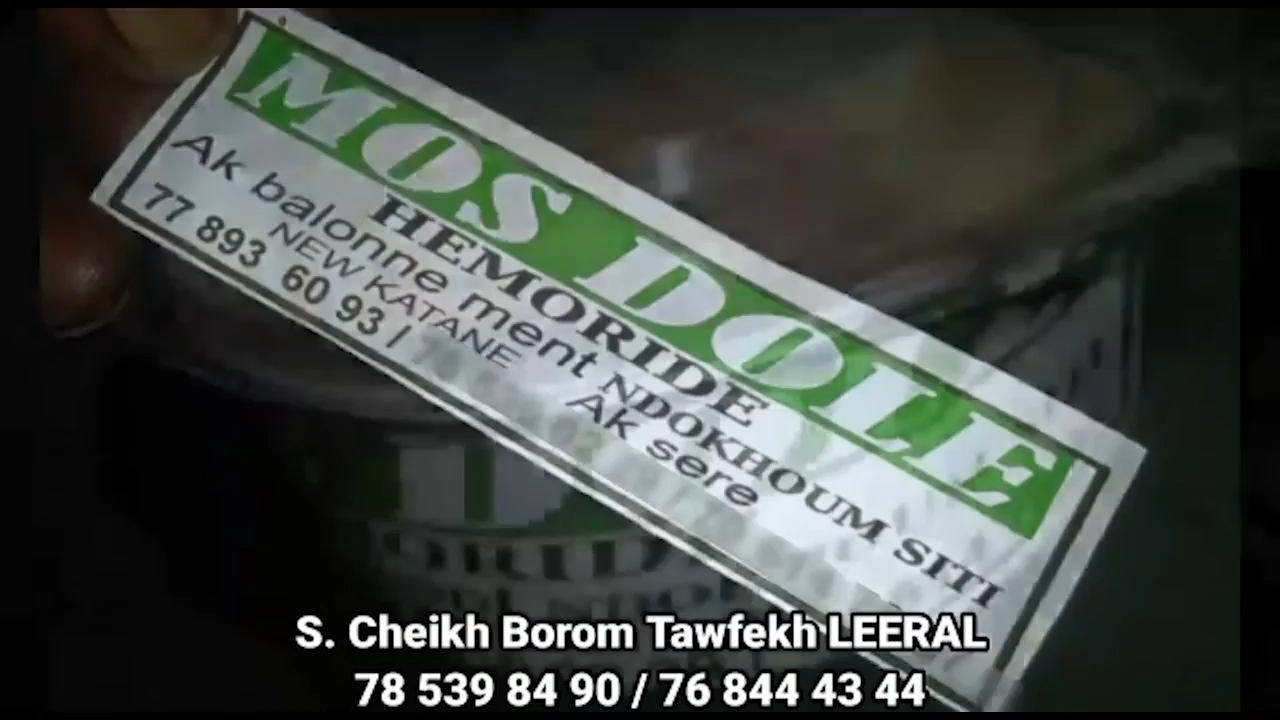 MOS DOLE
HEMORIDE
Ak balonne ment NDOKHOUM SITI
NEW KATANE Ak sere
77 893 60 93 /
S. Cheikh Borom Tawfekh LEERAL
78 539 84 90 / 76 844 43 44